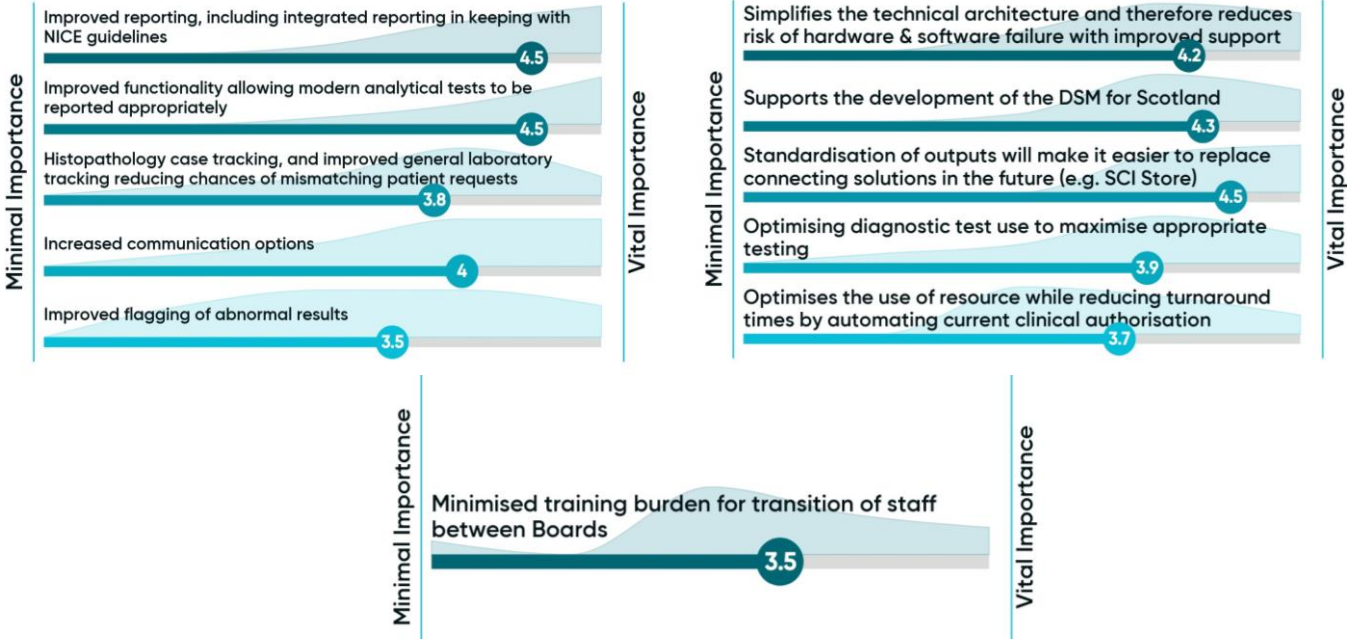 Minimal Importance
Improved reporting, including integrated reporting in keeping with
NICE guidelines
4.5
Improved functionality allowing modern analytical tests to be
reported appropriately
4.5
Histopathology case tracking, and improved general laboratory
tracking reducing chances of mismatching patient requests
3.8
Increased communication options
4
Improved flagging of abnormal results
3.5
Vital Importance
Minimal Importance
Simplifies the technical architecture and therefore reduces
risk of hardware & software failure with improved support
4.2
Supports the development of the DSM for Scotland
4.3
Standardisation of outputs will make it easier to replace
connecting solutions in the future (e.g. SCI Store)
4.5
Optimising diagnostic test use to maximise appropriate
testing
3.9
Optimises the use of resource while reducing turnaround
times by automating current clinical authorisation
3.7
Vital Importance
Minimal Importance
Minimised training burden for transition of staff
between Boards
3.5
Vital Importance